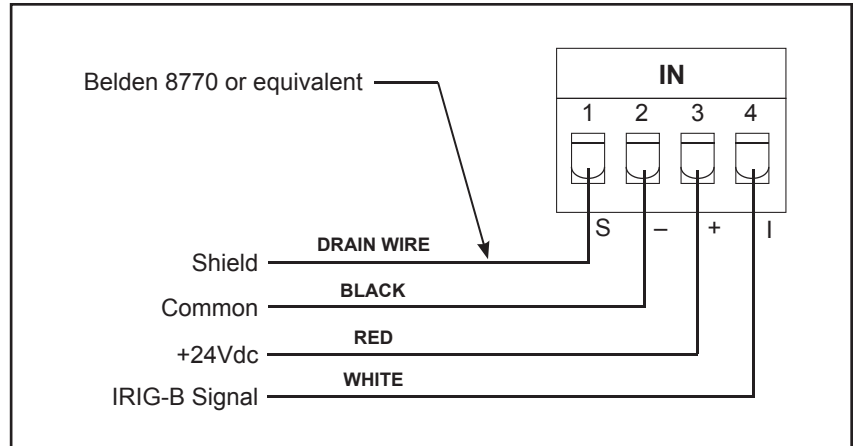 IN
Belden 8770 or equivalent
1 2 3 4
S – + I
DRAIN WIRE
Shield
BLACK
Common
RED
+24Vdc
WHITE
IRIG-B Signal